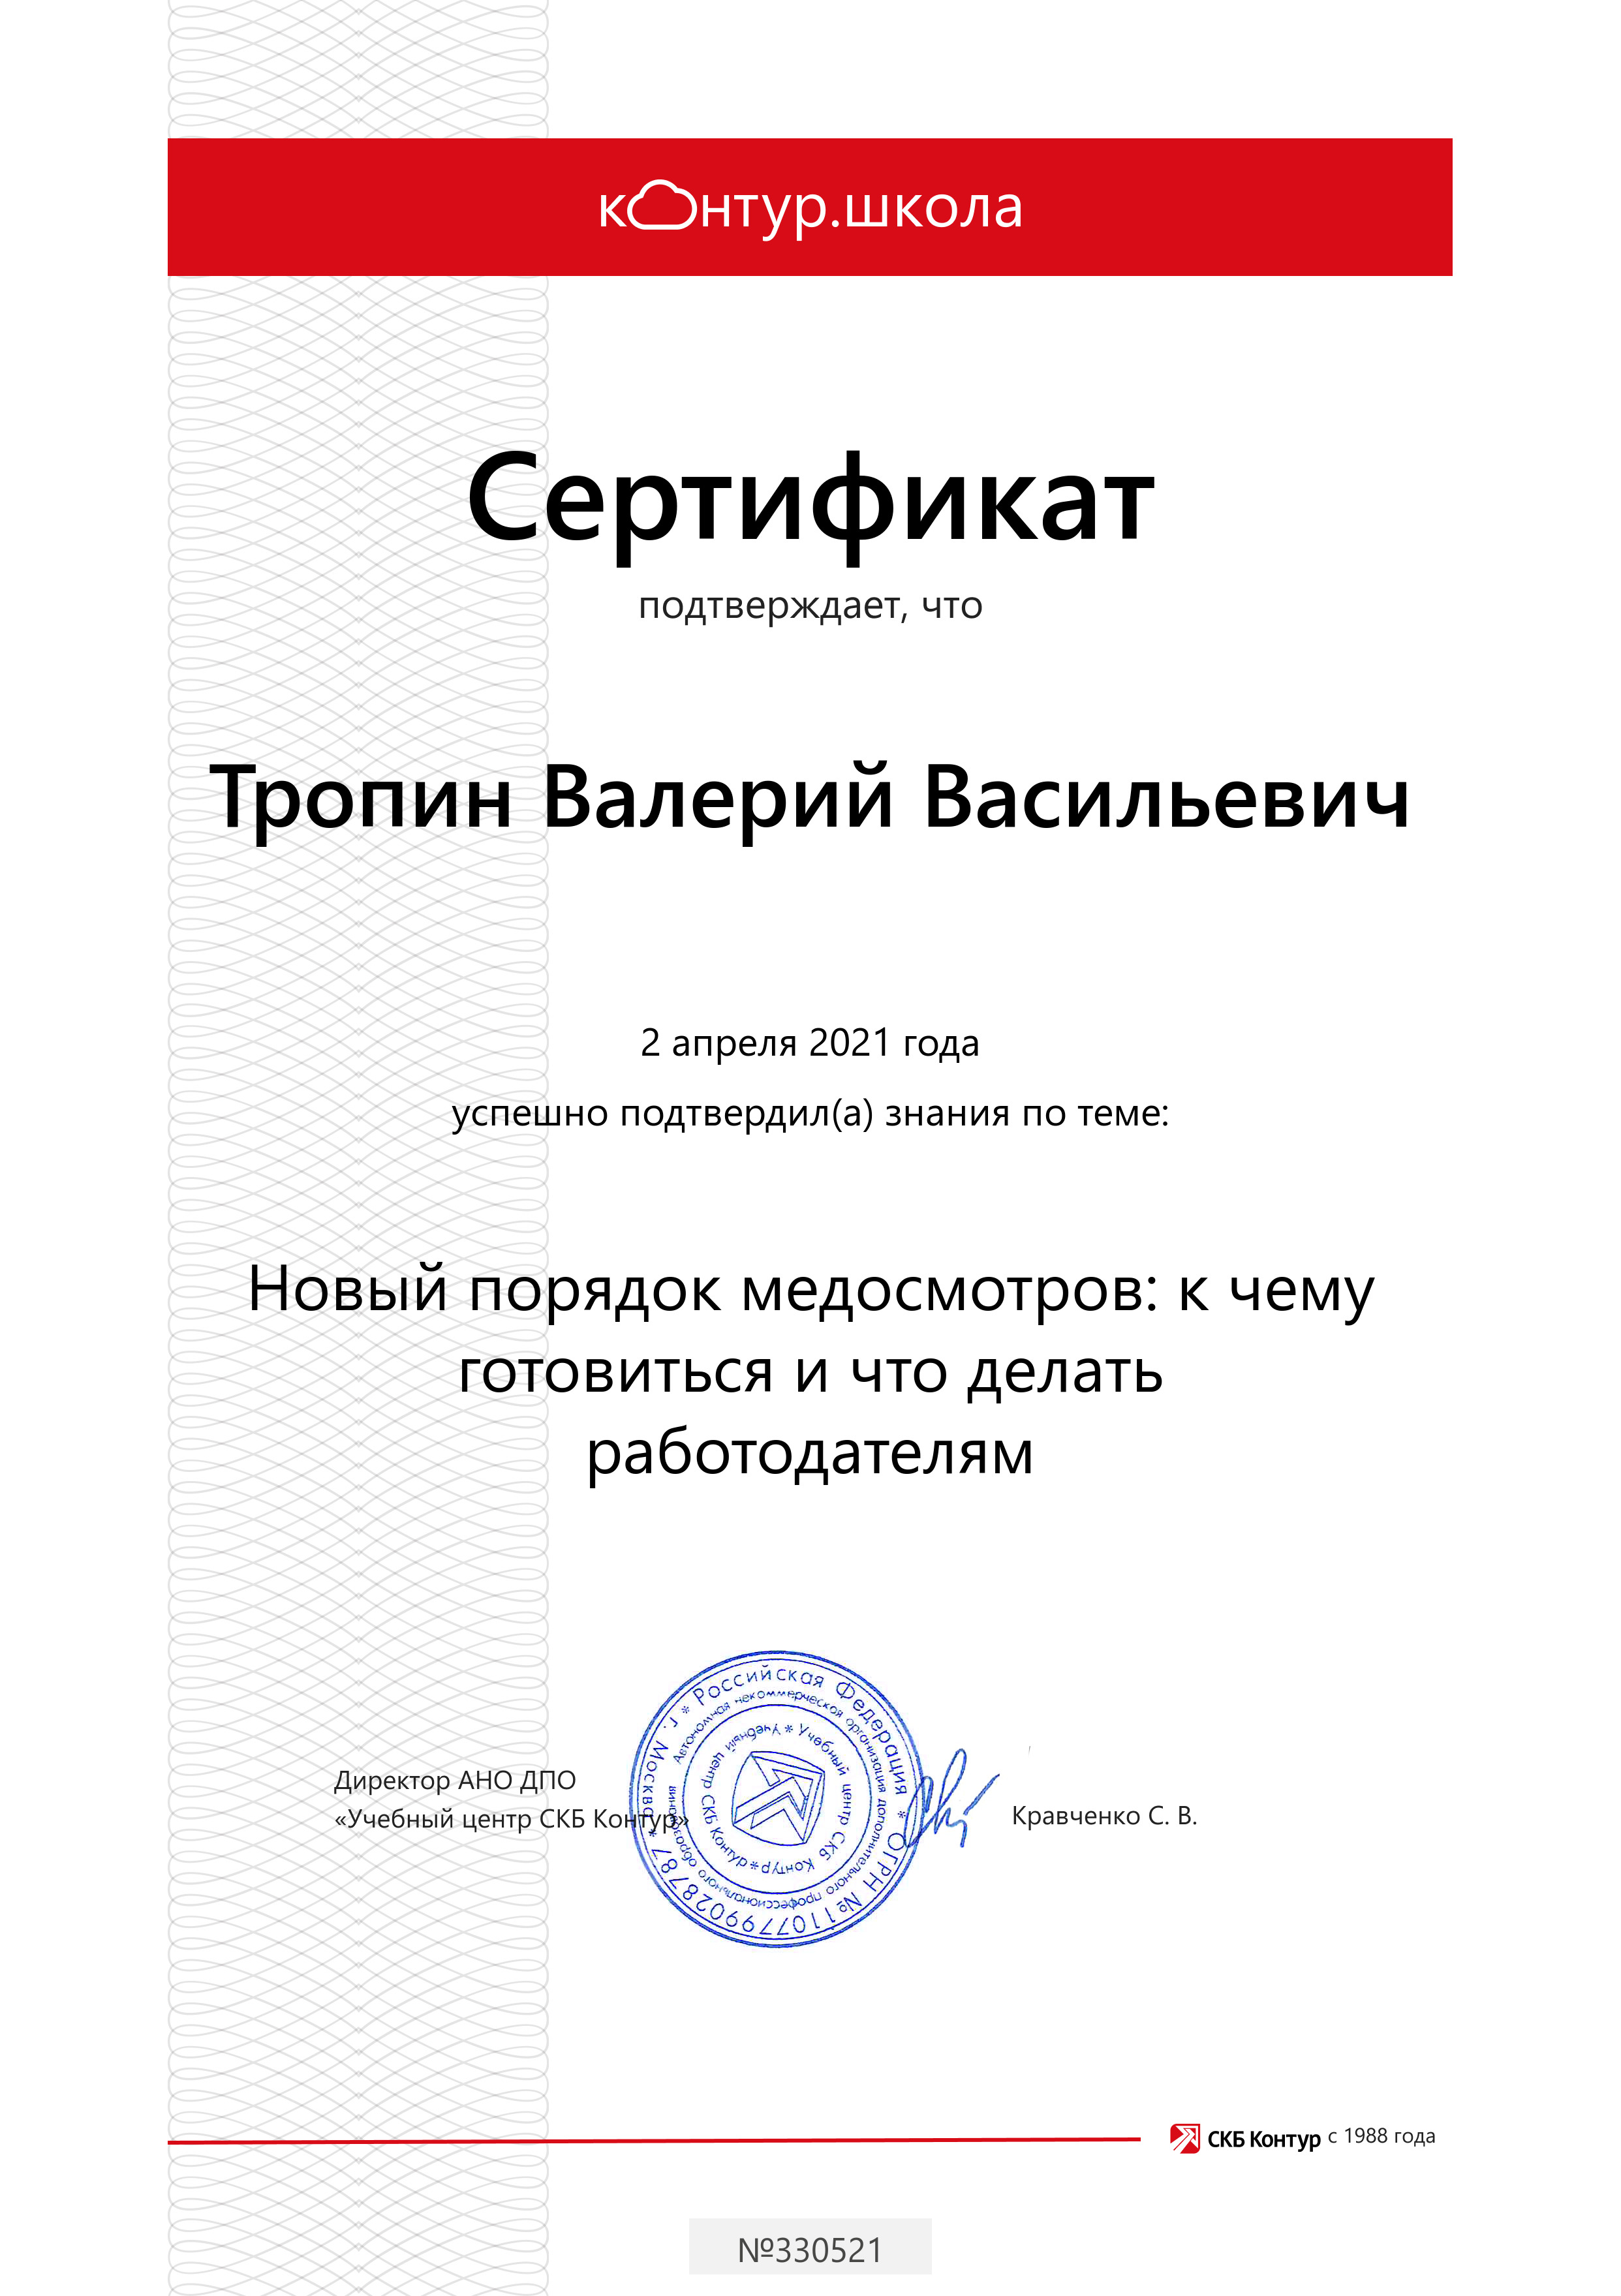 контур.школа
Сертификат
подтверждает, что
Тропин Валерий Васильевич
2 апреля 2021 года
успешно подтвердил(а) знания по теме:
Новый порядок медосмотров: к чему
готовиться и что делать
работодателям
Директор АНО ДПО
«Учебный центр СКБ Контур»
* Российская Федерация * ОГРН №1107799028787 * г. Москва
Автономная некоммерческая организация дополнительного профессионального образования
* Учебный центр СКБ Контур * Учебный центр СКБ Контур
Кравченко С. В.
СКБ Контур с 1988 года
№330521